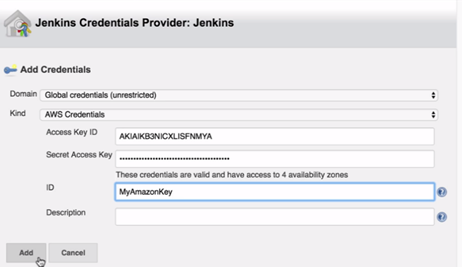 Jenkins Credentials Provider: Jenkins
Add Credentials
Domain Global credentials (unrestricted)
Kind AWS Credentials
Access Key ID AKIAIKB3NICXLISFNMYA
Secret Access Key ••••••••••••••••••••••••••••••••••••••••
These credentials are valid and have access to 4 availability zones
ID MyAmazonKey
Description
Add Cancel